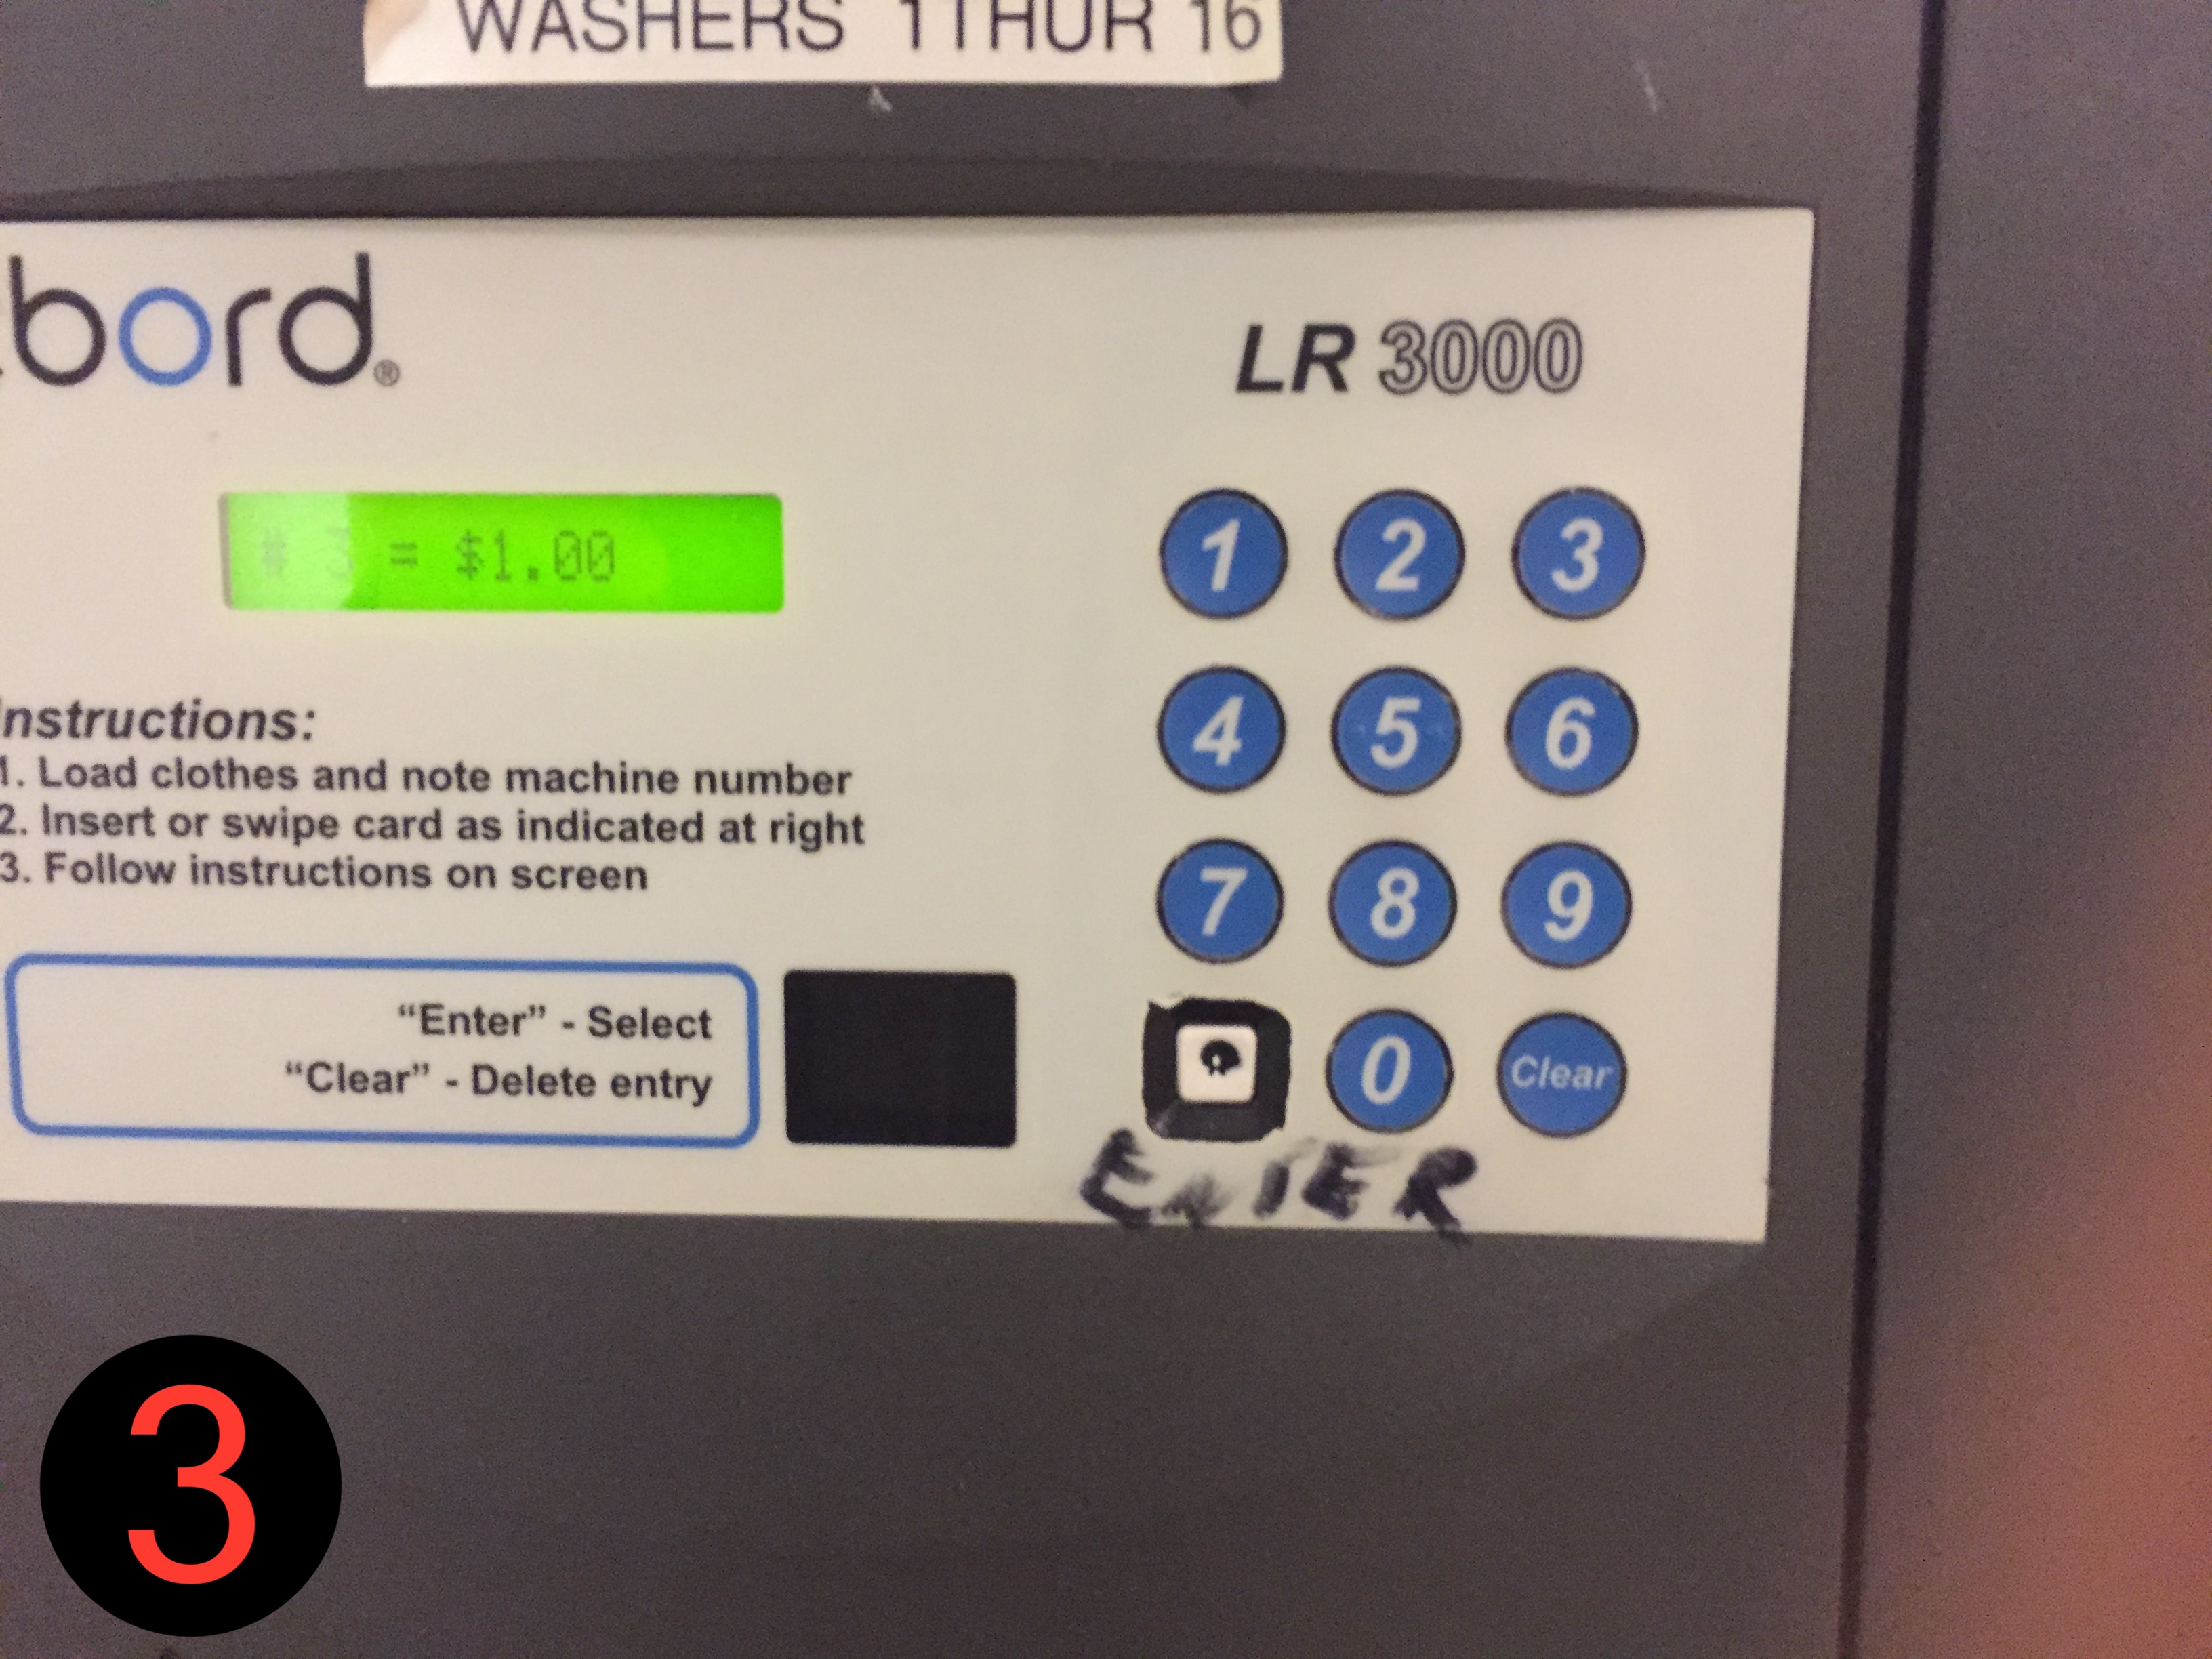 WASHERS 1THUR 16
bord®
LR 3000
# 3 = $1.00
1 2 3
4 5 6
7 8 9
0 Clear
ENTER
Instructions:
1. Load clothes and note machine number
2. Insert or swipe card as indicated at right
3. Follow instructions on screen
“Enter” - Select
“Clear” - Delete entry
3